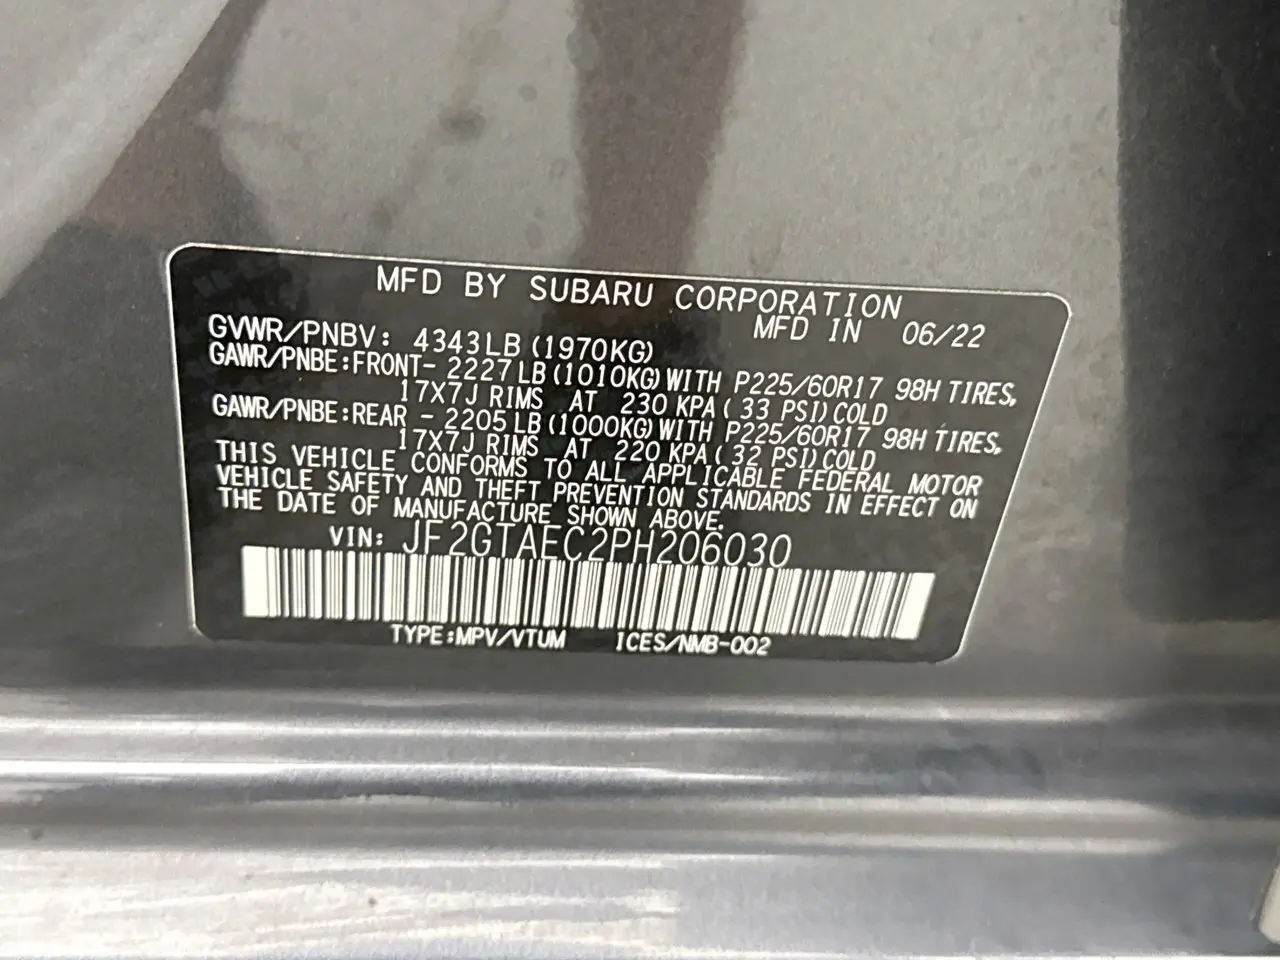 MFD BY SUBARU CORPORATION
MFD IN 06/22
GVWR/PNBV: 4343LB(1970KG)
GAWR/PNBE:FRONT- 2227LB(1010KG)WITH P225/60R17 98H TIRES,
17X7J RIMS AT 230 KPA( 33 PSI)COLD
GAWR/PNBE:REAR - 2205LB(1000KG)WITH P225/60R17 98H TIRES,
17X7J RIMS AT 220 KPA( 32 PSI)COLD
THIS VEHICLE CONFORMS TO ALL APPLICABLE FEDERAL MOTOR
VEHICLE SAFETY AND THEFT PREVENTION STANDARDS IN EFFECT ON
THE DATE OF MANUFACTURE SHOWN ABOVE.
VIN: JF2GTAEC2PH206030
TYPE:MPV/VTUM ICES/NMB-002